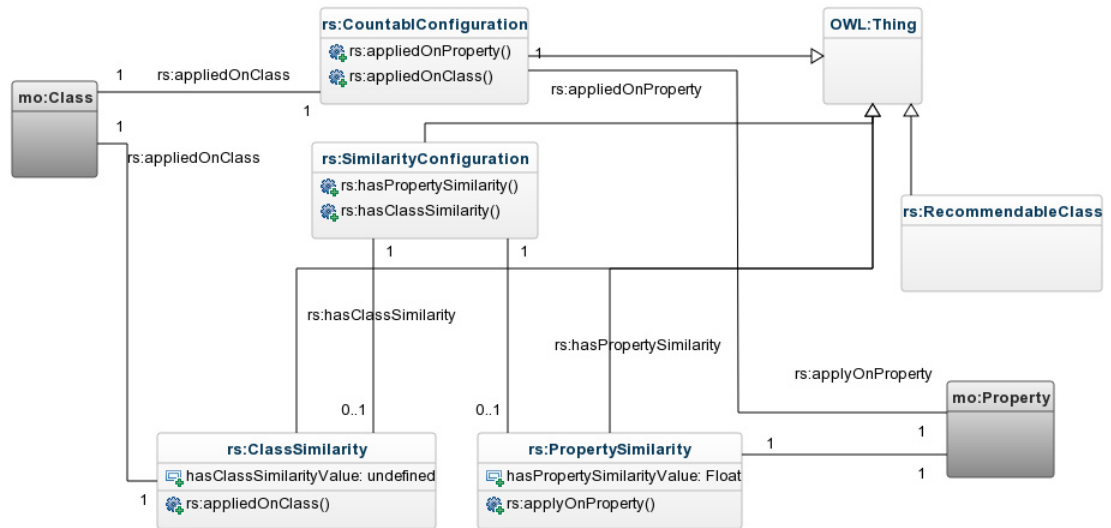 rs:CountablConfiguration
rs:appliedOnProperty()
rs:appliedOnClass()
OWL:Thing
1
1
rs:appliedOnClass
rs:appliedOnProperty
mo:Class
1
1
rs:appliedOnClass
rs:SimilarityConfiguration
rs:hasPropertySimilarity()
rs:hasClassSimilarity()
rs:RecommendableClass
1
1
rs:hasClassSimilarity
rs:hasPropertySimilarity
rs:applyOnProperty
mo:Property
0..1
0..1
1
1
1
rs:ClassSimilarity
hasClassSimilarityValue: undefined
rs:appliedOnClass()
1
rs:PropertySimilarity
hasPropertySimilarityValue: Float
rs:applyOnProperty()